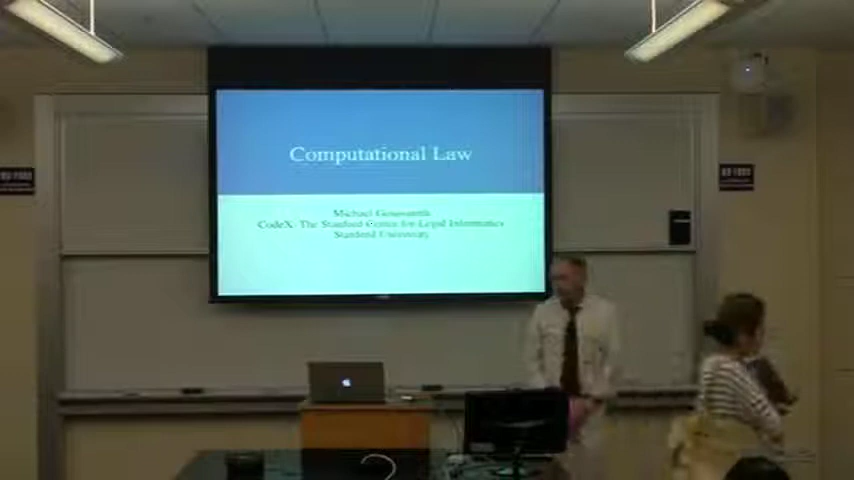 Computational Law
Michael Genesereth
CodeX: The Stanford Center for Legal Informatics
Stanford University